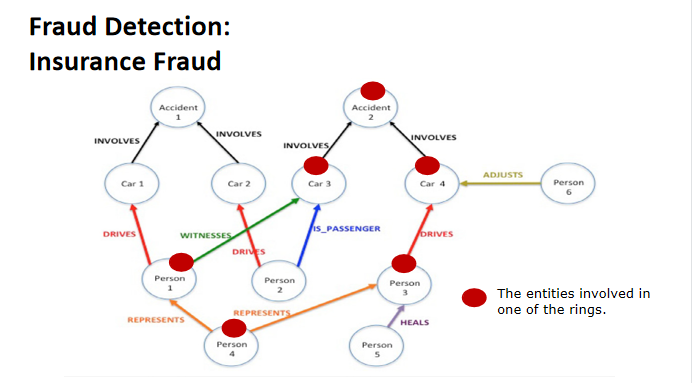 Fraud Detection:
Insurance Fraud
Accident
1
Accident
2
INVOLVES
INVOLVES
INVOLVES
INVOLVES
Car 1
Car 2
Car 3
Car 4
ADJUSTS
Person
6
DRIVES
WITNESSES
DRIVES
IS_PASSENGER
DRIVES
Person
1
Person
2
Person
3
The entities involved in
one of the rings.
REPRESENTS
REPRESENTS
HEALS
Person
4
Person
5